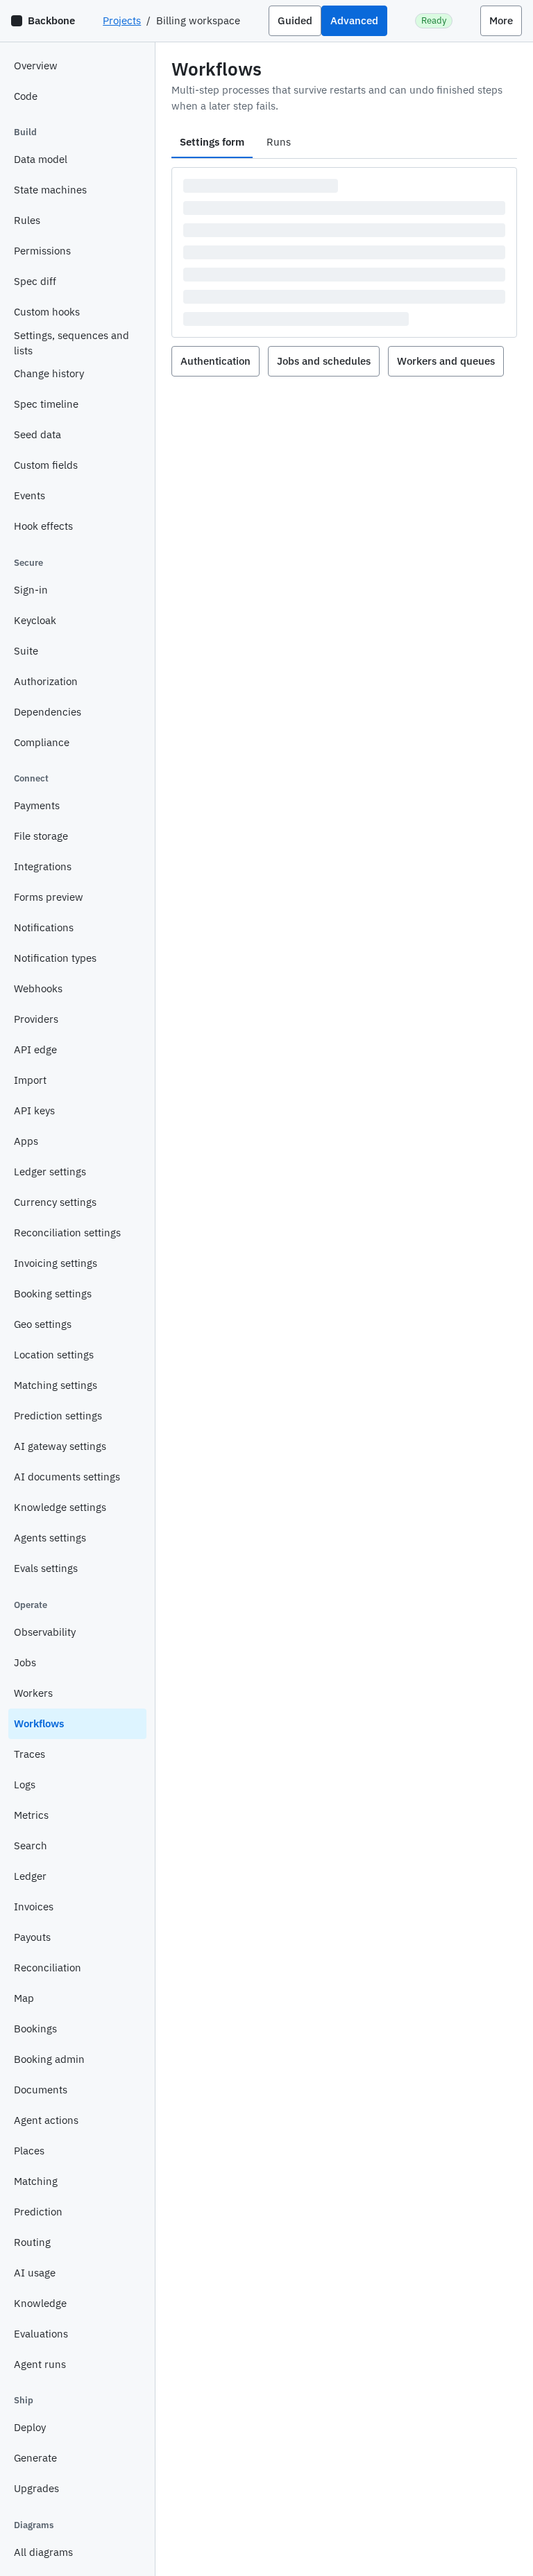 Backbone
Projects / Billing workspace
Guided
Advanced
Ready
More
Overview
Code
Build
Data model
State machines
Rules
Permissions
Spec diff
Custom hooks
Settings, sequences and
lists
Change history
Spec timeline
Seed data
Custom fields
Events
Hook effects
Secure
Sign-in
Keycloak
Suite
Authorization
Dependencies
Compliance
Connect
Payments
File storage
Integrations
Forms preview
Notifications
Notification types
Webhooks
Providers
API edge
Import
API keys
Apps
Ledger settings
Currency settings
Reconciliation settings
Invoicing settings
Booking settings
Geo settings
Location settings
Matching settings
Prediction settings
AI gateway settings
AI documents settings
Knowledge settings
Agents settings
Evals settings
Operate
Observability
Jobs
Workers
Workflows
Traces
Logs
Metrics
Search
Ledger
Invoices
Payouts
Reconciliation
Map
Bookings
Booking admin
Documents
Agent actions
Places
Matching
Prediction
Routing
AI usage
Knowledge
Evaluations
Agent runs
Ship
Deploy
Generate
Upgrades
Diagrams
All diagrams
Workflows
Multi-step processes that survive restarts and can undo finished steps
when a later step fails.
Settings form
Runs
Authentication
Jobs and schedules
Workers and queues